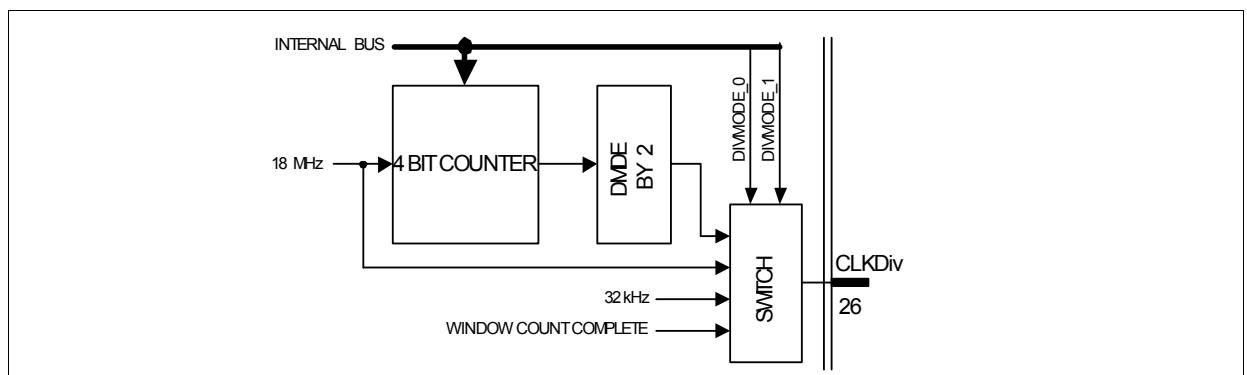 INTERNAL BUS
DIVMODE_0
DIVMODE_1
18 MHz
4 BIT COUNTER
DIVIDE
BY 2
SWITCH
CLKDiv
26
32 kHz
WINDOW COUNT COMPLETE